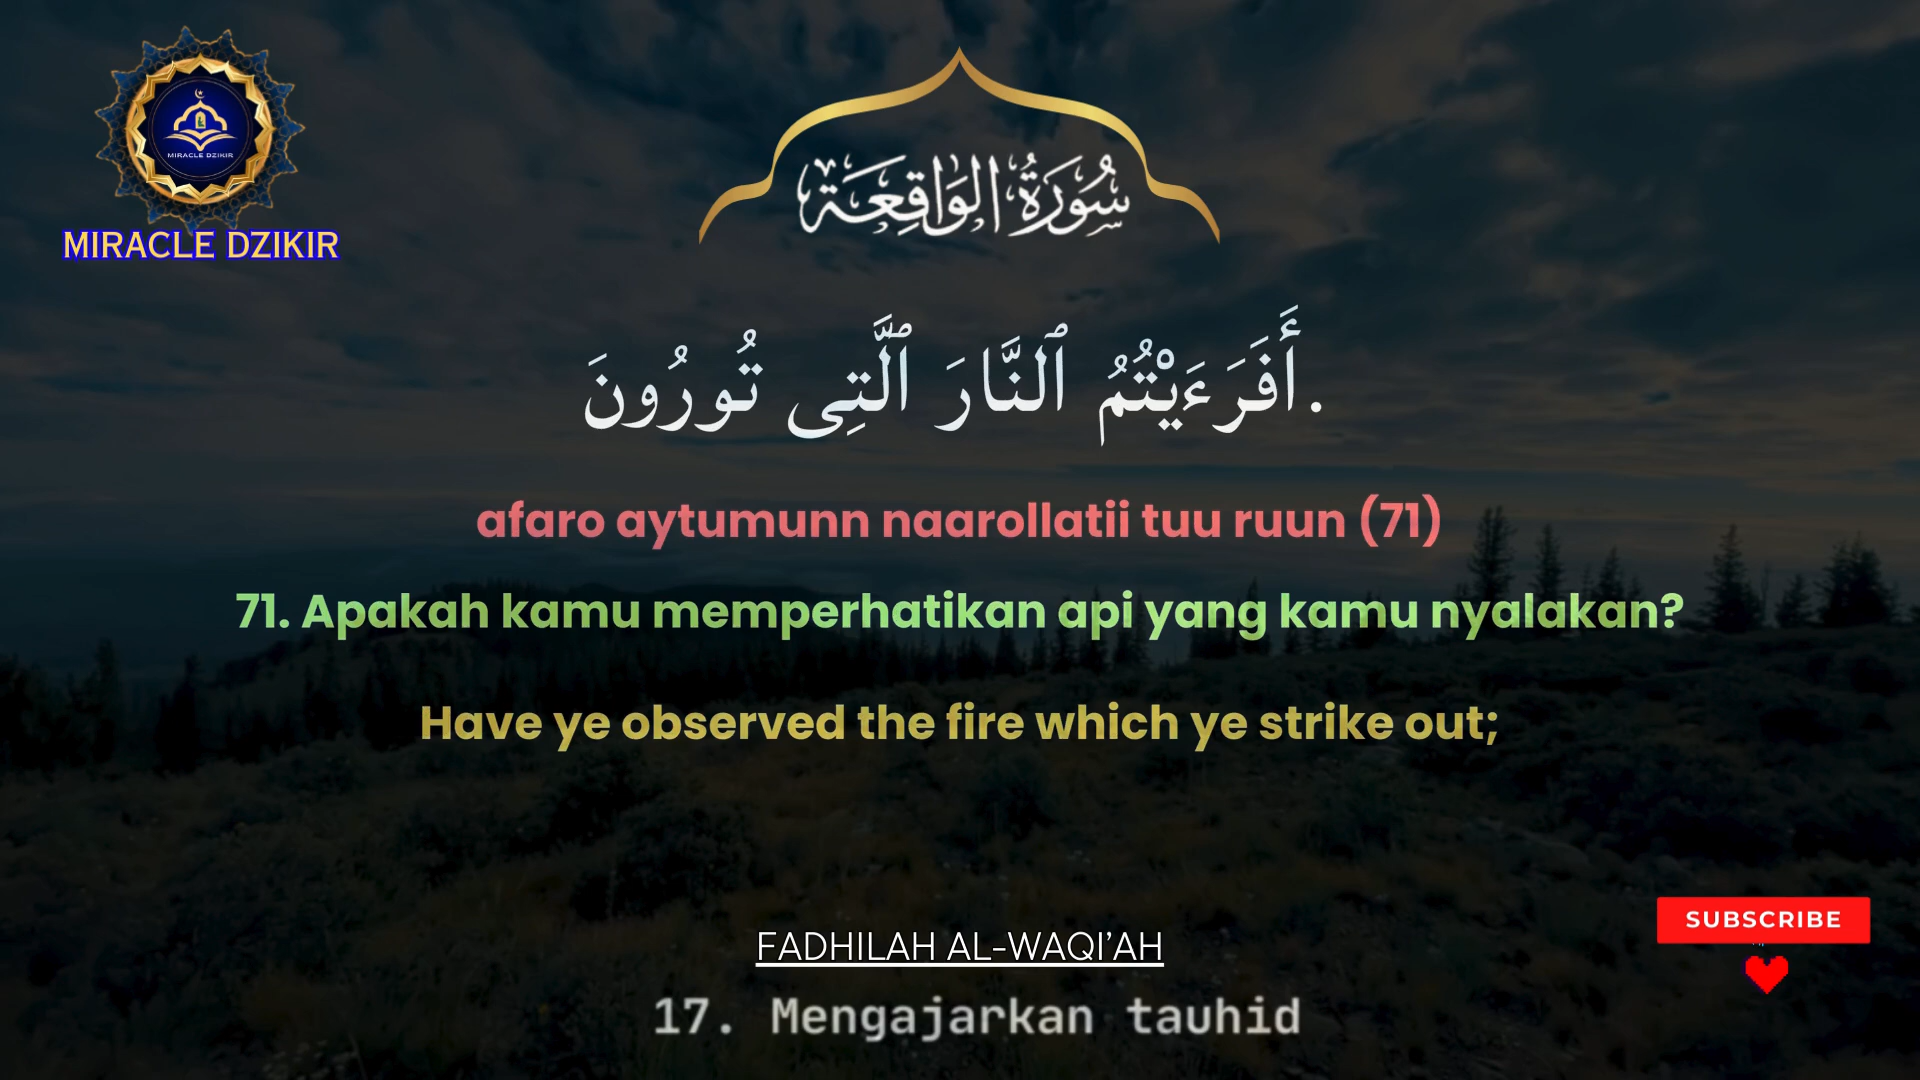 MIRACLE DZIKIR
MIRACLE DZIKIR
سُورَةُ الوَاقِعَة
أَفَرَءَيْتُمُ ٱلنَّارَ ٱلَّتِى تُورُونَ.
afaro aytumunn naarollatii tuu ruun (71)
71. Apakah kamu memperhatikan api yang kamu nyalakan?
Have ye observed the fire which ye strike out;
SUBSCRIBE
FADHILAH AL-WAQI’AH
17. Mengajarkan tauhid